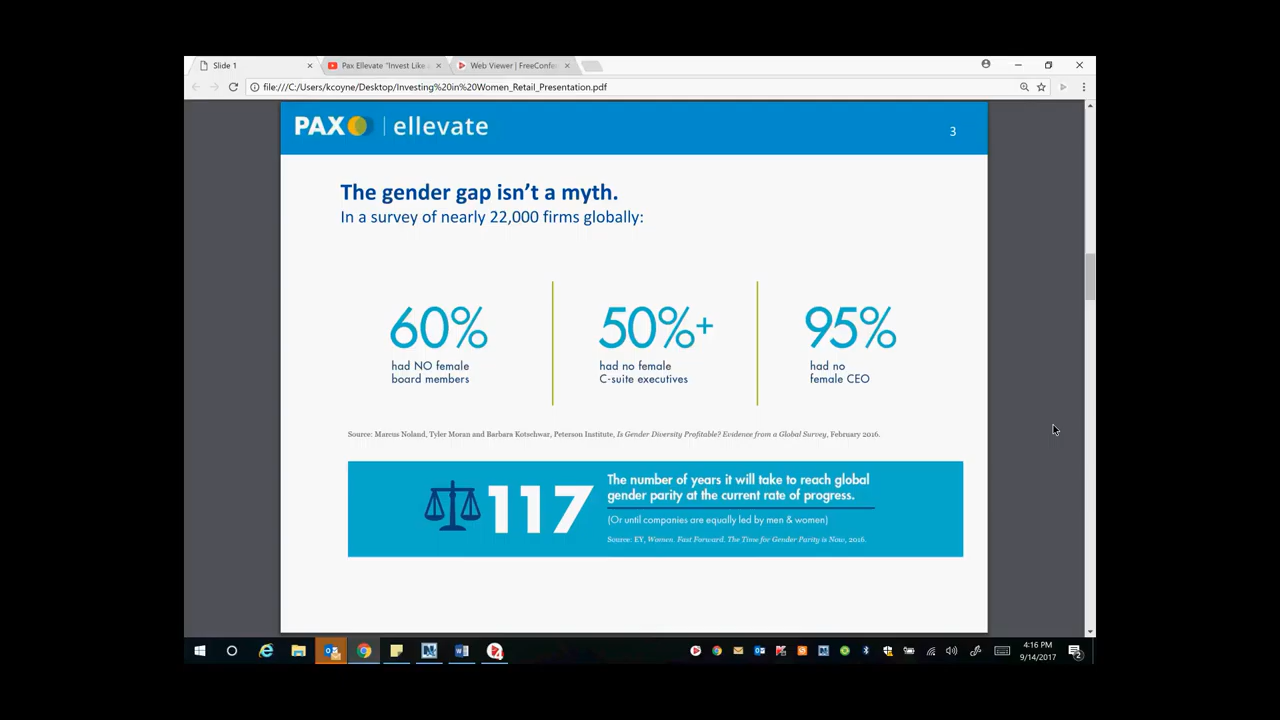 Slide 1
Pax Ellevate "Invest Like
Web Viewer | FreeConfe
file:///C:/Users/kcoyne/Desktop/Investing%20in%20Women_Retail_Presentation.pdf
PAX | ellevate
3
The gender gap isn't a myth.
In a survey of nearly 22,000 firms globally:
60%
had NO female
board members
50%+
had no female
C-suite executives
95%
had no
female CEO
Source: Marcus Noland, Tyler Moran and Barbara Kotschwar, Peterson Institute, Is Gender Diversity Profitable? Evidence from a Global Survey, February 2016.
117
The number of years it will take to reach global
gender parity at the current rate of progress.
(Or until companies are equally led by men & women)
Source: EY, Women. Fast Forward. The Time for Gender Parity is Now, 2016.
4:16 PM
9/14/2017